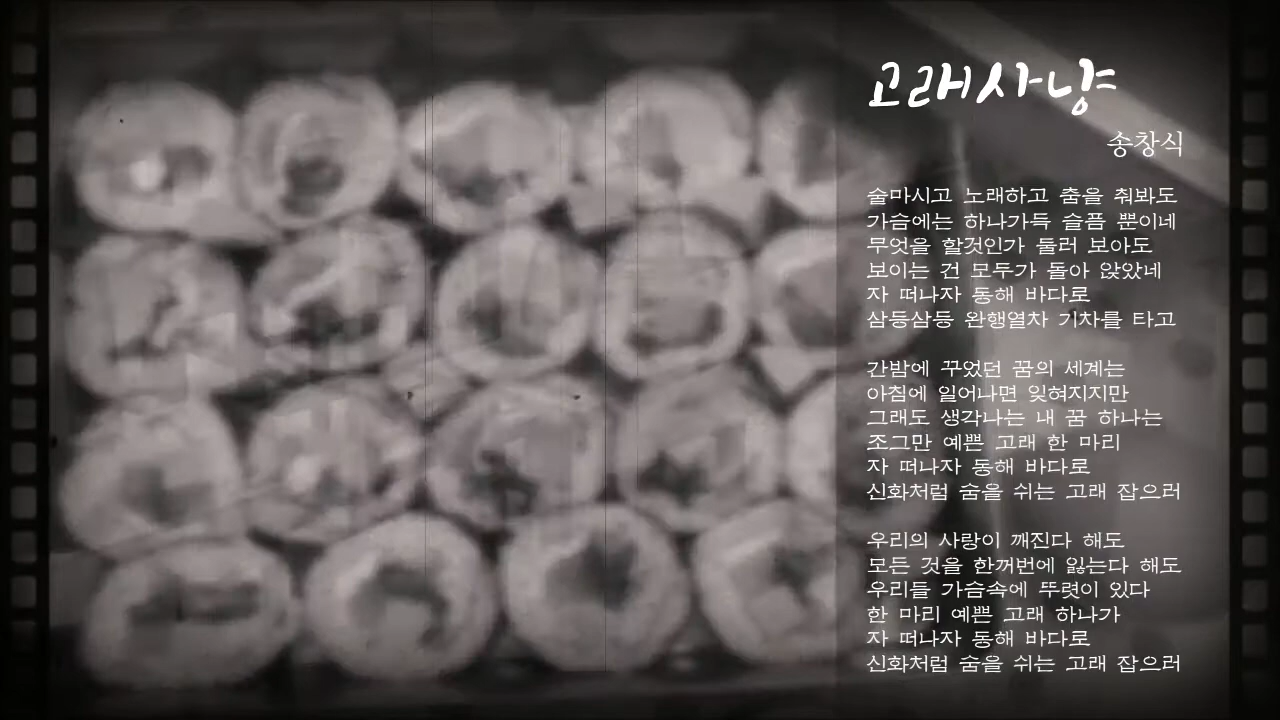 고래사냥
송창식
술마시고 노래하고 춤을 춰봐도
가슴에는 하나가득 슬픔 뿐이네
무엇을 할것인가 둘러 보아도
보이는 건 모두가 돌아 앉았네
자 떠나자 동해 바다로
삼등삼등 완행열차 기차를 타고
간밤에 꾸었던 꿈의 세계는
아침에 일어나면 잊혀지지만
그래도 생각나는 내 꿈 하나는
조그만 예쁜 고래 한 마리
자 떠나자 동해 바다로
신화처럼 숨을 쉬는 고래 잡으러
우리의 사랑이 깨진다 해도
모든 것을 한꺼번에 잃는다 해도
우리들 가슴속에 뚜렷이 있다
한 마리 예쁜 고래 하나가
자 떠나자 동해 바다로
신화처럼 숨을 쉬는 고래 잡으러